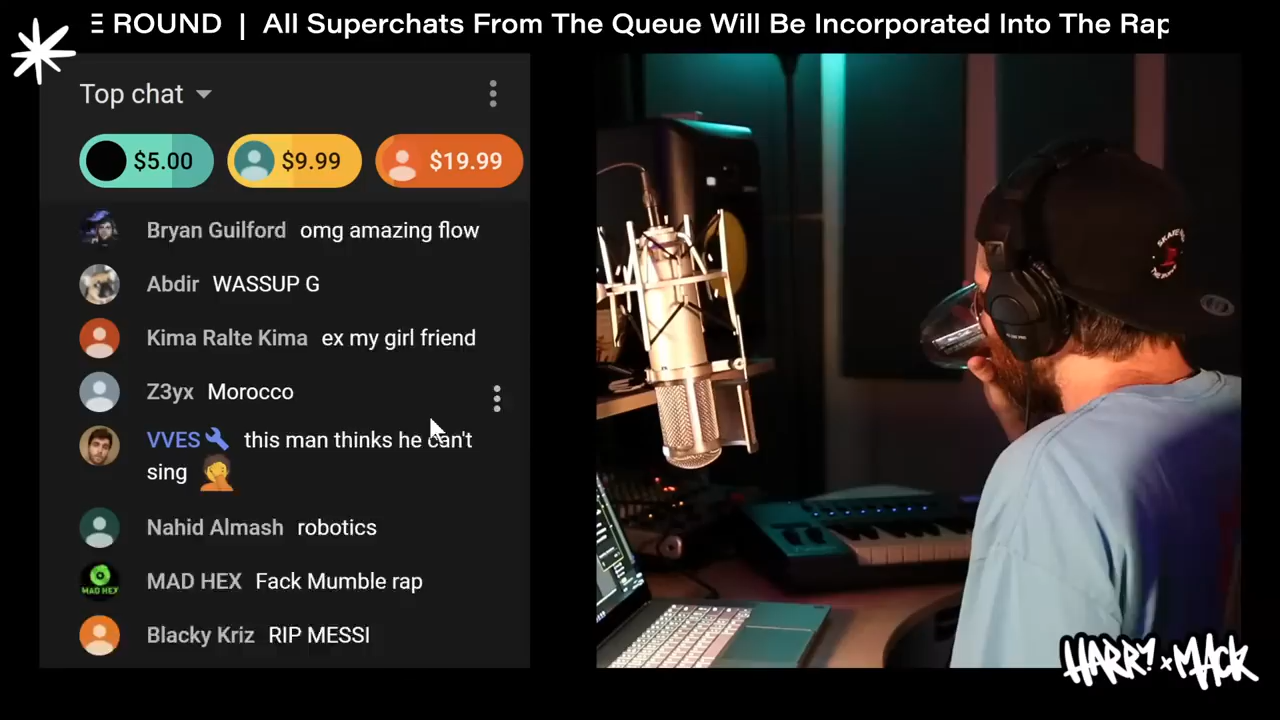 E ROUND | All Superchats From The Queue Will Be Incorporated Into The Rap
Top chat
$5.00 $9.99 $19.99
Bryan Guilford omg amazing flow
Abdir WASSUP G
Kima Ralte Kima ex my girl friend
Z3yx Morocco
VVES this man thinks he can't
sing
Nahid Almash robotics
MAD HEX Fack Mumble rap
MAD HEX
Blacky Kriz RIP MESSI
HARRY x MACK